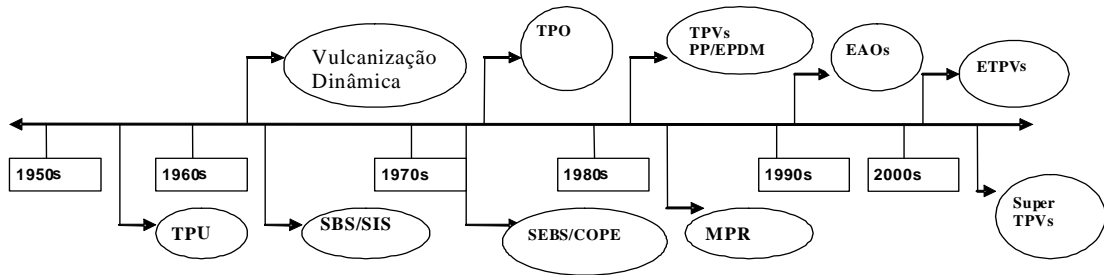 Vulcanização
Dinâmica
TPO
TPVs
PP/EPDM
EAOs
ETPVs
1950s
1960s
1970s
1980s
1990s
2000s
TPU
SBS/SIS
SEBS/COPE
MPR
Super
TPVs